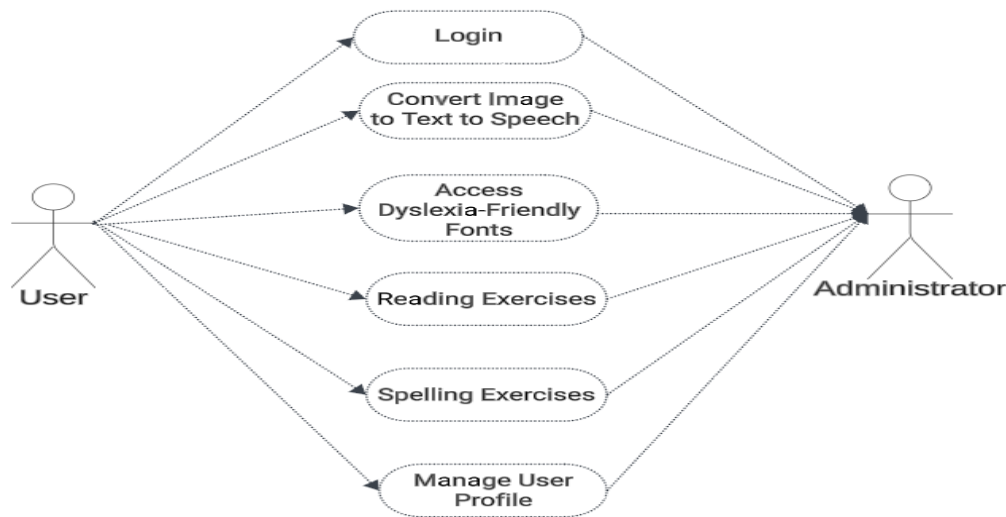 Login
Convert Image
to Text to Speech
Access
Dyslexia-Friendly
Fonts
User
Administrator
Reading Exercises
Spelling Exercises
Manage User
Profile